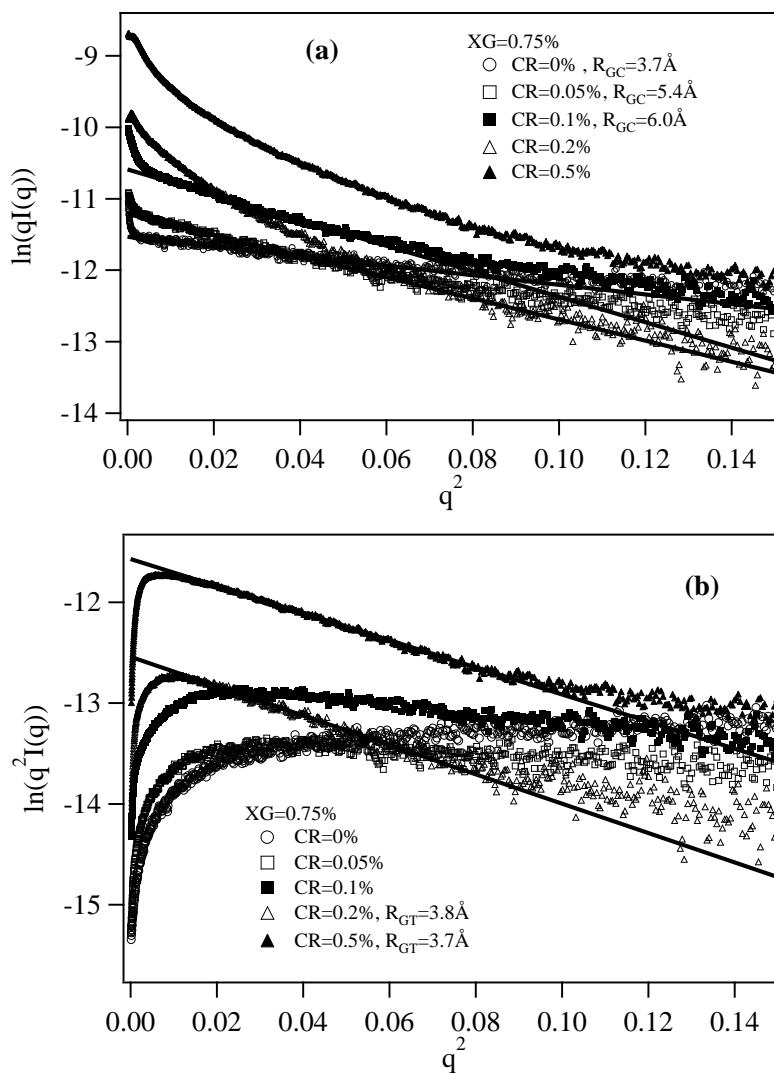 (a)
XG=0.75%
○ CR=0% , R_GC=3.7Å
□ CR=0.05%, R_GC=5.4Å
■ CR=0.1% , R_GC=6.0Å
△ CR=0.2%
▲ CR=0.5%
ln(qI(q))
-9
-10
-11
-12
-13
-14
0.00 0.02 0.04 0.06 0.08 0.10 0.12 0.14
q²
(b)
ln(q²I(q))
-12
-13
-14
-15
XG=0.75%
○ CR=0%
□ CR=0.05%
■ CR=0.1%
△ CR=0.2%, R_GT=3.8Å
▲ CR=0.5%, R_GT=3.7Å
0.00 0.02 0.04 0.06 0.08 0.10 0.12 0.14
q²